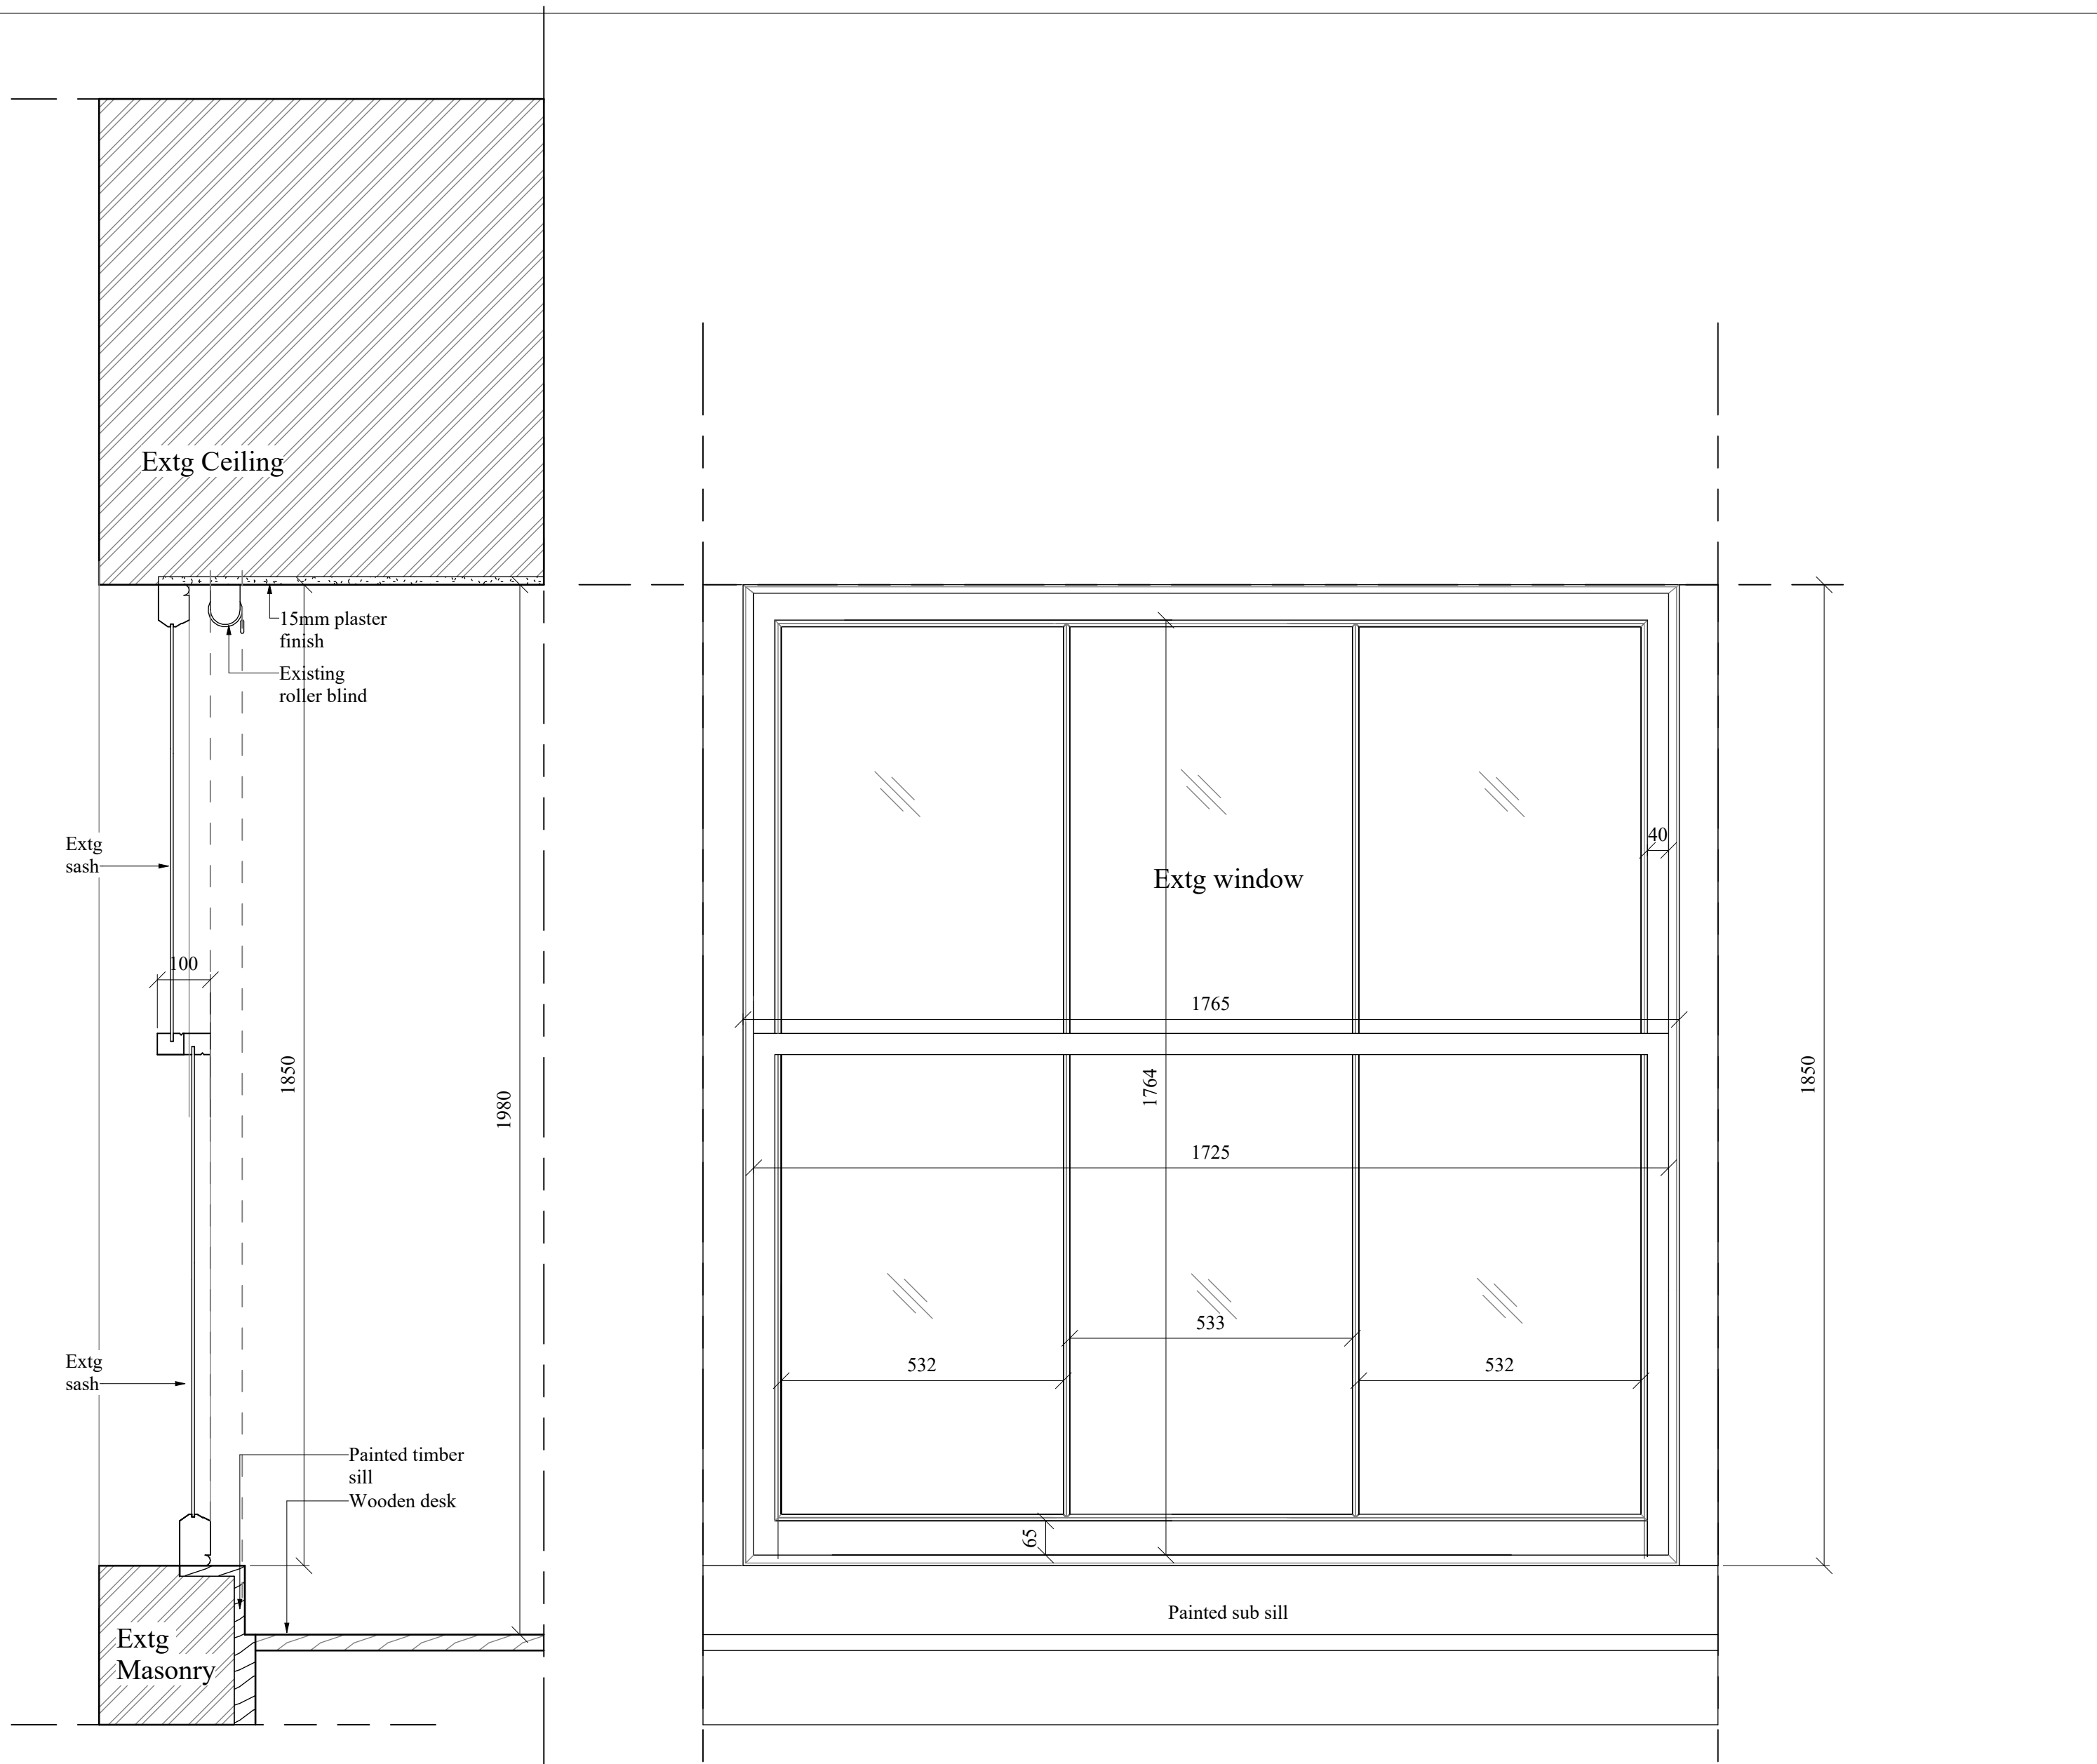 Extg Ceiling
15mm plaster
finish
Existing
roller blind
Extg
sash
100
1850
1980
Extg
sash
Painted timber
sill
Wooden desk
Extg
Masonry
40
Extg window
1765
1764
1725
533
532
532
65
1850
Painted sub sill